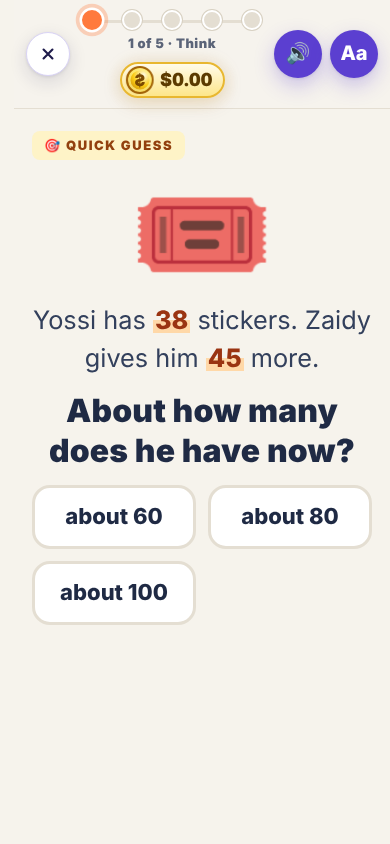 1 of 5 · Think
$0.00
Aa
QUICK GUESS
Yossi has 38 stickers. Zaidy
gives him 45 more.
About how many
does he have now?
about 60
about 80
about 100